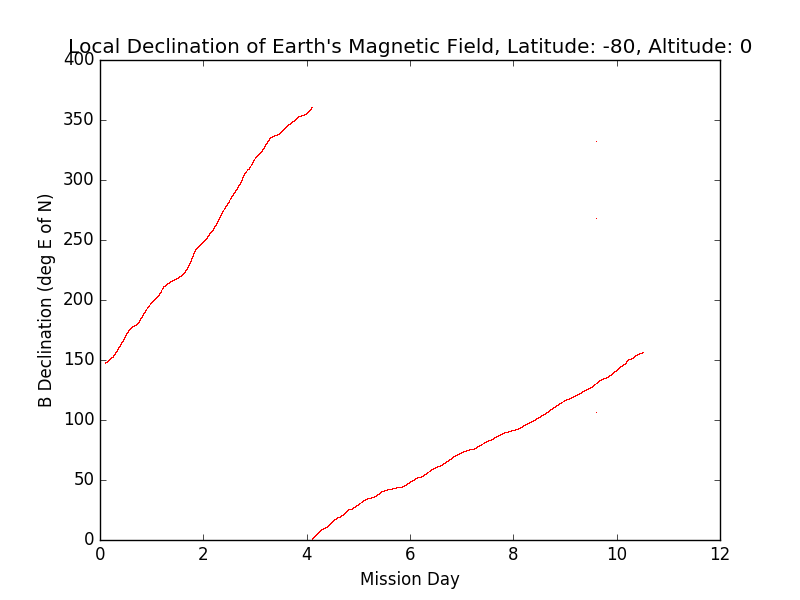 Local Declination of Earth's Magnetic Field, Latitude: -80, Altitude: 0
400
350
300
250
200
150
100
50
0
B Declination (deg E of N)
0 2 4 6 8 10 12
Mission Day